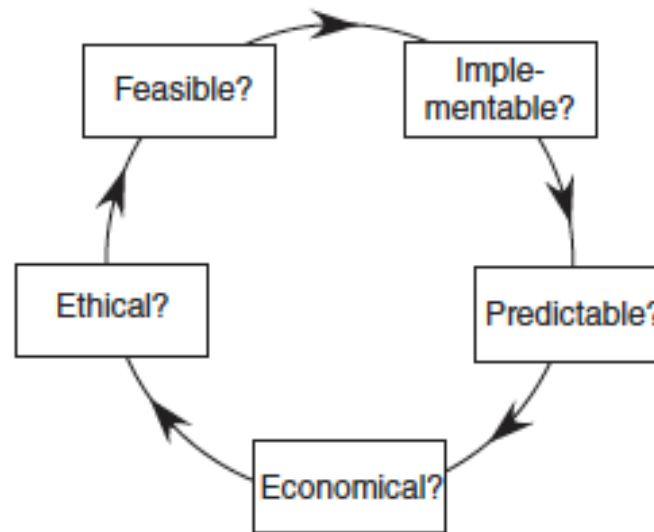 Feasible?
Imple-
mentable?
Predictable?
Economical?
Ethical?